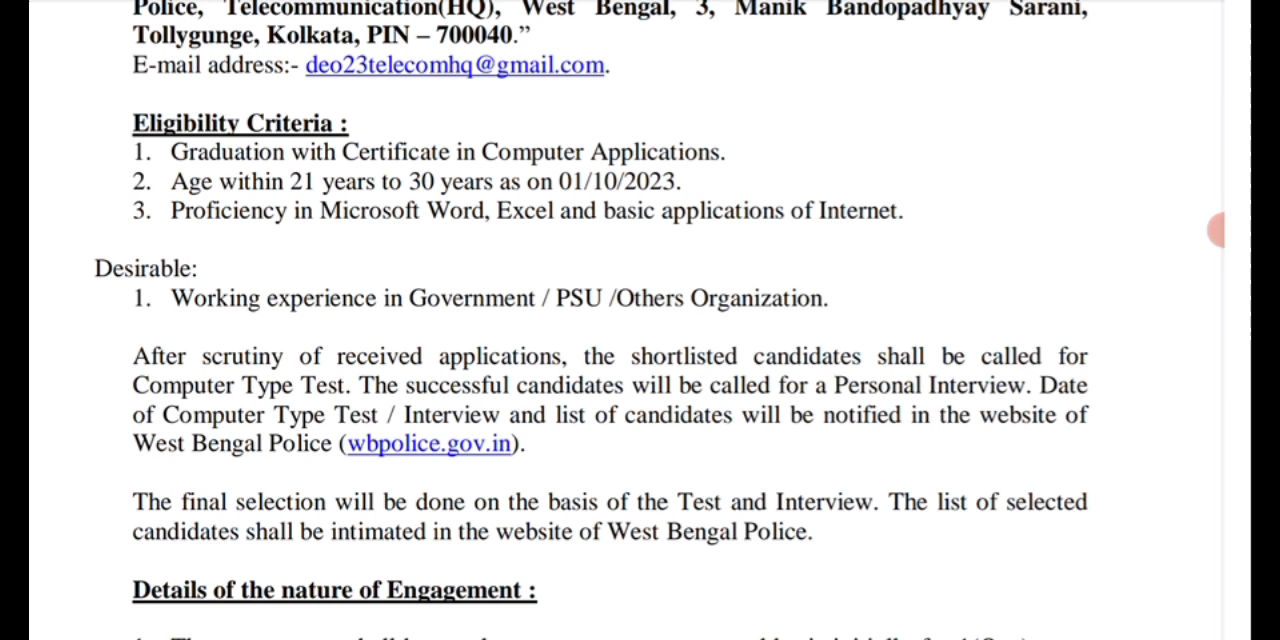 Police, Telecommunication(HQ), West Bengal, 3, Manik Bandopadhyay Sarani,
Tollygunge, Kolkata, PIN – 700040.”
E-mail address:- deo23telecomhq@gmail.com.
Eligibility Criteria :
1. Graduation with Certificate in Computer Applications.
2. Age within 21 years to 30 years as on 01/10/2023.
3. Proficiency in Microsoft Word, Excel and basic applications of Internet.
Desirable:
1. Working experience in Government / PSU /Others Organization.
After scrutiny of received applications, the shortlisted candidates shall be called for
Computer Type Test. The successful candidates will be called for a Personal Interview. Date
of Computer Type Test / Interview and list of candidates will be notified in the website of
West Bengal Police (wbpolice.gov.in).
The final selection will be done on the basis of the Test and Interview. The list of selected
candidates shall be intimated in the website of West Bengal Police.
Details of the nature of Engagement :